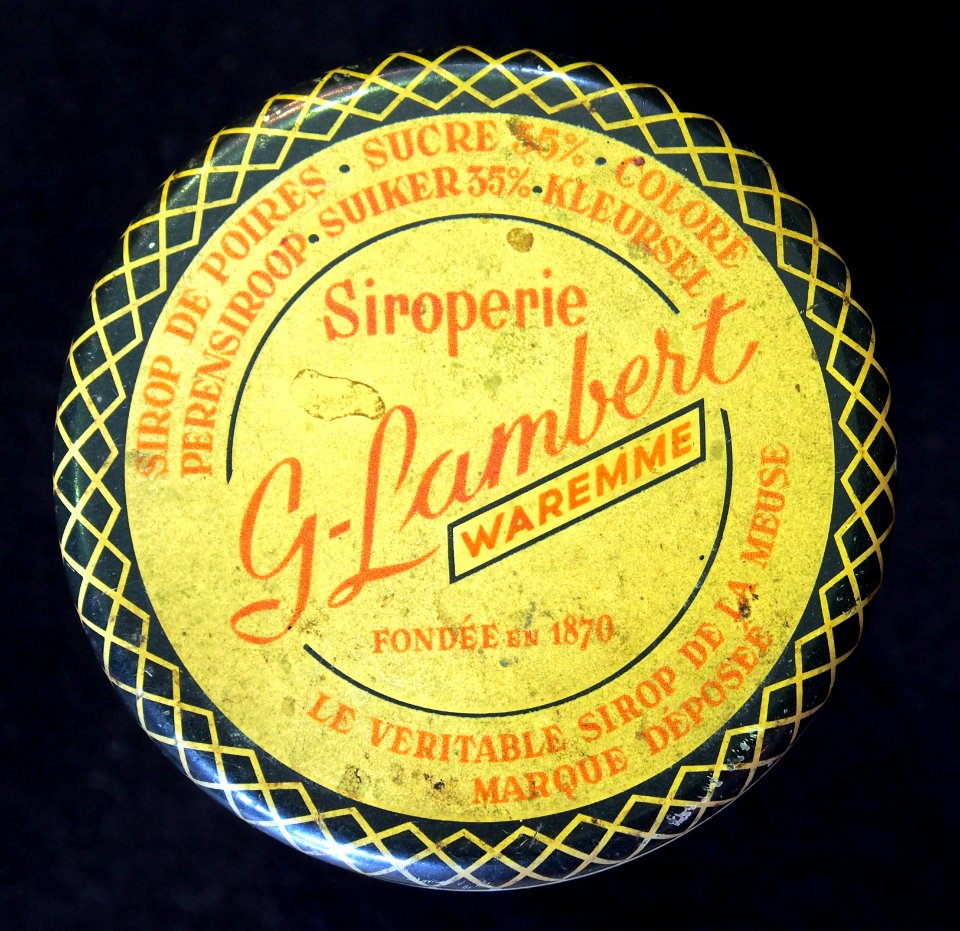 SIROP DE POIRES • SUCRE 35% • COLORÉ
PERENSIROOP • SUIKER 35% • KLEURSEL
Siroperie
G-Lambert
WAREMME
FONDÉE EN 1870
LE VERITABLE SIROP DE LA MEUSE
MARQUE DEPOSÉE